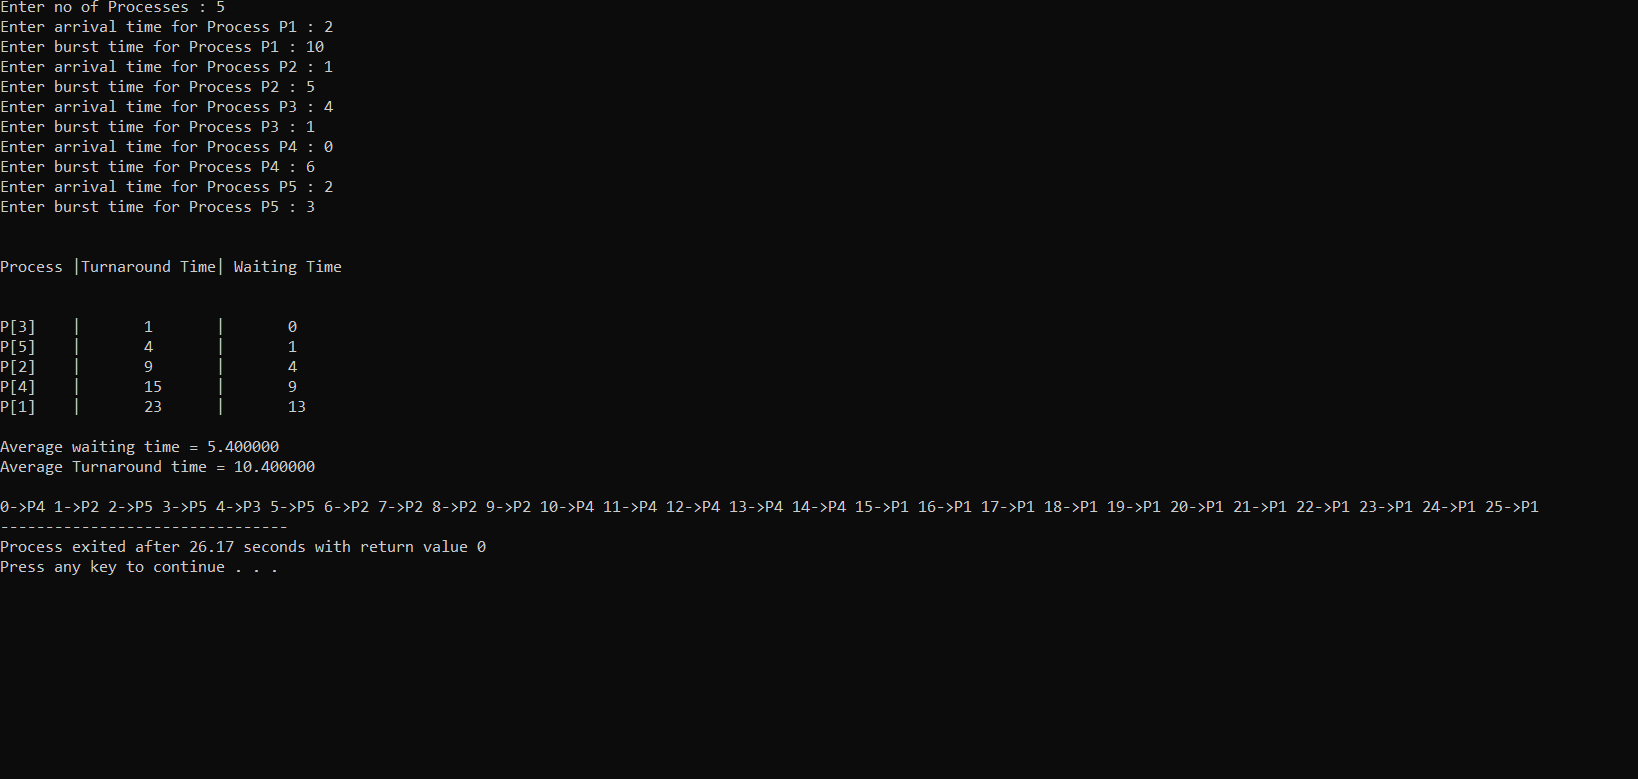 Enter no of Processes : 5
Enter arrival time for Process P1 : 2
Enter burst time for Process P1 : 10
Enter arrival time for Process P2 : 1
Enter burst time for Process P2 : 5
Enter arrival time for Process P3 : 4
Enter burst time for Process P3 : 1
Enter arrival time for Process P4 : 0
Enter burst time for Process P4 : 6
Enter arrival time for Process P5 : 2
Enter burst time for Process P5 : 3
Process |Turnaround Time| Waiting Time
P[3]    |       1       |       0
P[5]    |       4       |       1
P[2]    |       9       |       4
P[4]    |       15      |       9
P[1]    |       23      |       13
Average waiting time = 5.400000
Average Turnaround time = 10.400000
0->P4 1->P2 2->P5 3->P5 4->P3 5->P5 6->P2 7->P2 8->P2 9->P2 10->P4 11->P4 12->P4 13->P4 14->P4 15->P1 16->P1 17->P1 18->P1 19->P1 20->P1 21->P1 22->P1 23->P1 24->P1 25->P1
--------------------------------
Process exited after 26.17 seconds with return value 0
Press any key to continue . . .